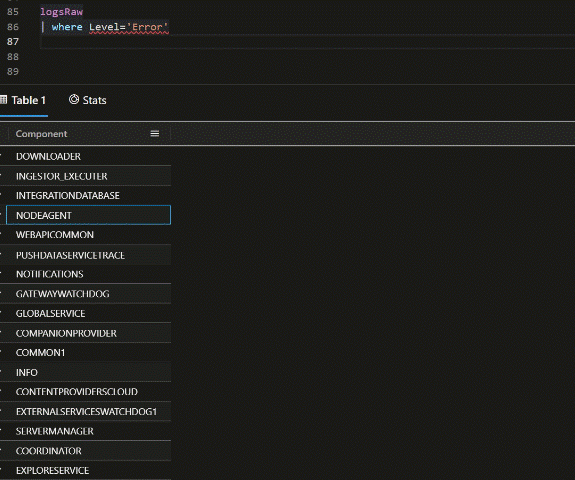 85 logsRaw
86 | where Level='Error'
87
88
89
Table 1 Stats
Component
DOWNLOADER
INGESTOR_EXECUTER
INTEGRATIONDATABASE
NODEAGENT
WEBAPICOMMON
PUSHDATASERVICETRACE
NOTIFICATIONS
GATEWAYWATCHDOG
GLOBALSERVICE
COMPANIONPROVIDER
COMMON1
INFO
CONTENTPROVIDERSCLOUD
EXTERNALSERVICESWATCHDOG1
SERVERMANAGER
COORDINATOR
EXPLORESERVICE